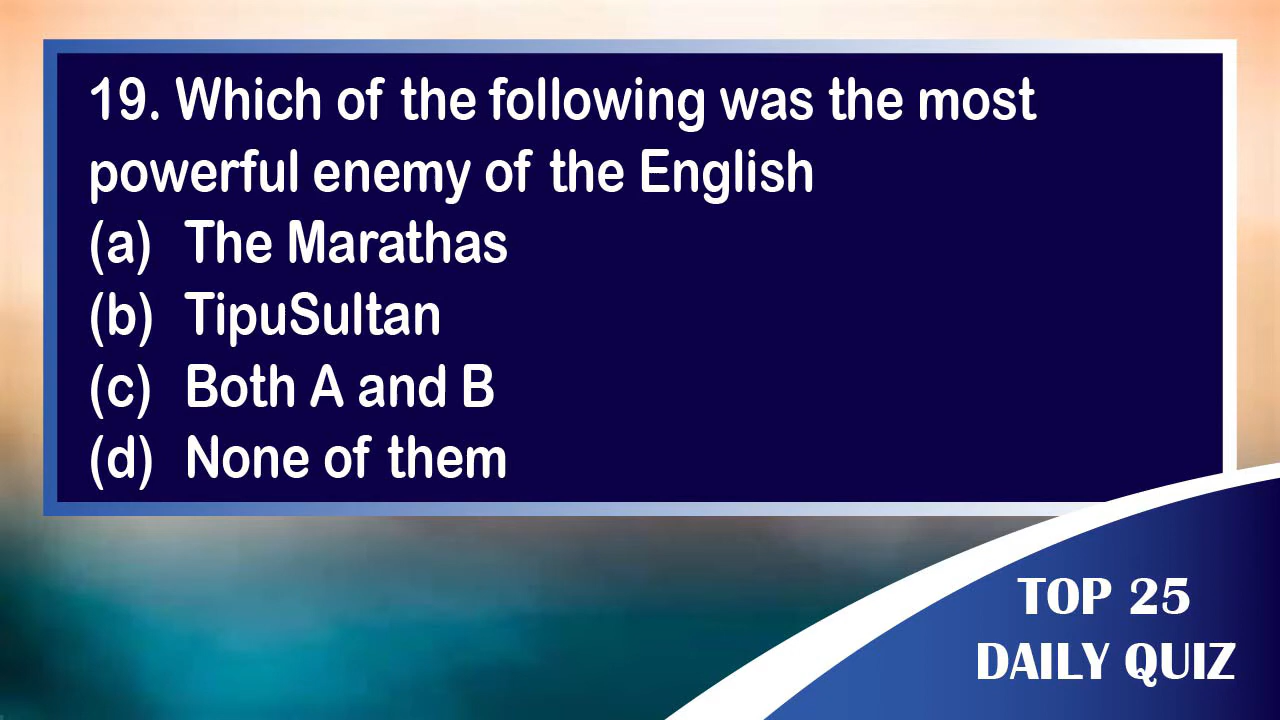 19. Which of the following was the most
powerful enemy of the English
(a) The Marathas
(b) TipuSultan
(c) Both A and B
(d) None of them
TOP 25
DAILY QUIZ